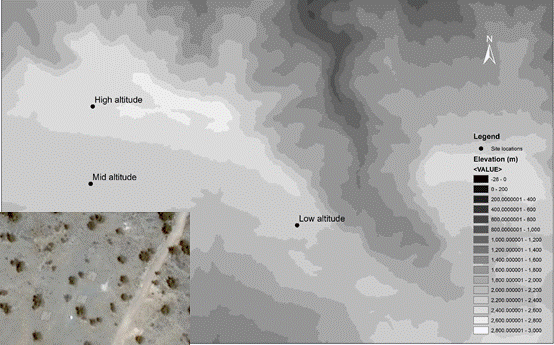 N
High altitude
Mid altitude
Low altitude
Legend
Site locations
Elevation (m)
<VALUE>
-28 - 0
0 - 200
200.0000001 - 400
400.0000001 - 600
600.0000001 - 800
800.0000001 - 1,000
1,000.000001 - 1,200
1,200.000001 - 1,400
1,400.000001 - 1,600
1,600.000001 - 1,800
1,800.000001 - 2,000
2,000.000001 - 2,200
2,200.000001 - 2,400
2,400.000001 - 2,600
2,600.000001 - 2,800
2,800.000001 - 3,000